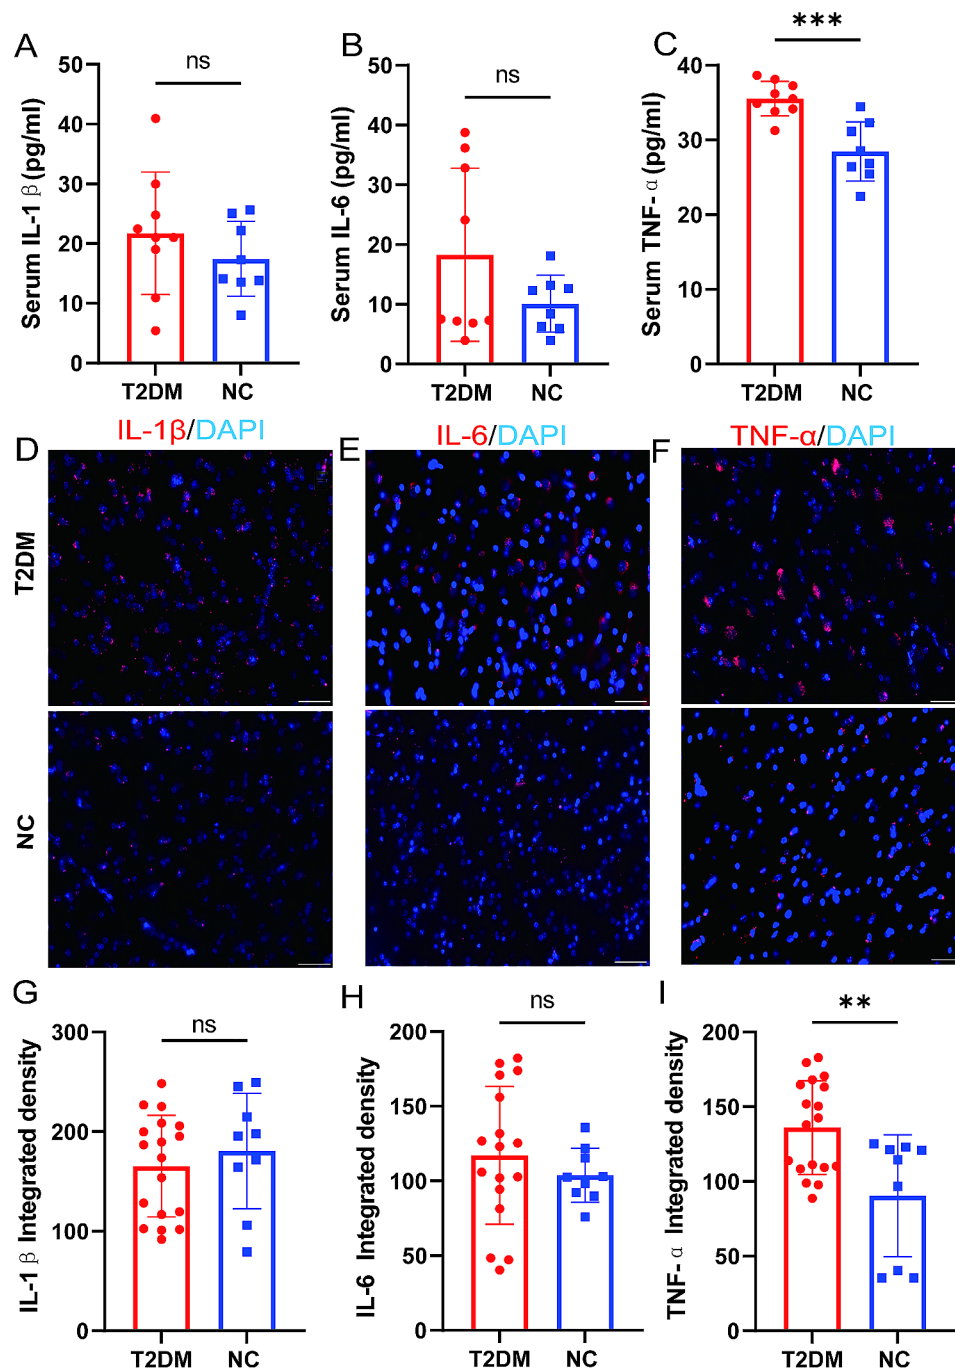 A
ns
Serum IL-1 β (pg/ml)
50
40
30
20
10
0
T2DM NC
B
ns
Serum IL-6 (pg/ml)
50
40
30
20
10
0
T2DM NC
C
***
Serum TNF- α (pg/ml)
40
30
20
10
0
T2DM NC
D
IL-1β/DAPI
E
IL-6/DAPI
F
TNF-α/DAPI
T2DM
NC
G
ns
IL-1 β Integrated density
300
200
100
0
T2DM NC
H
ns
IL-6 Integrated density
200
150
100
50
0
T2DM NC
I
**
TNF- α Integrated density
200
150
100
50
0
T2DM NC